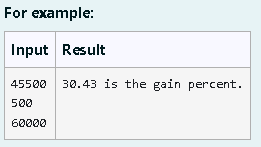 For example:
Input Result
45500 30.43 is the gain percent.
500
60000